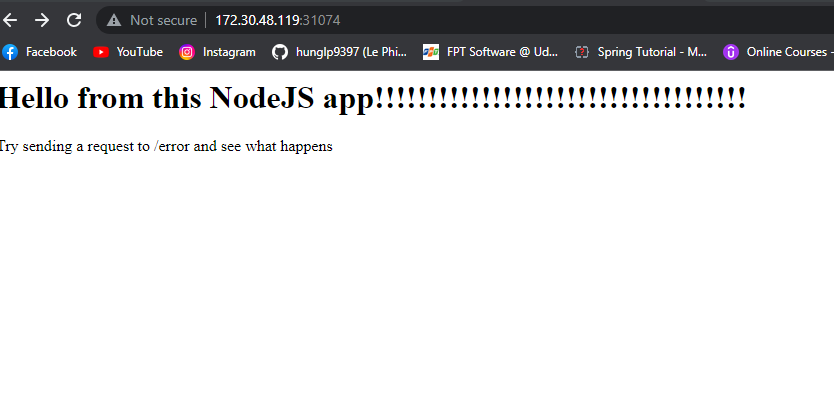 Not secure 172.30.48.119:31074
Facebook YouTube Instagram hunglp9397 (Le Phi... FPT Software @ Ud... Spring Tutorial - M... Online Courses -
Hello from this NodeJS app!!!!!!!!!!!!!!!!!!!!!!!!!!!!!!!!!!!
Try sending a request to /error and see what happens